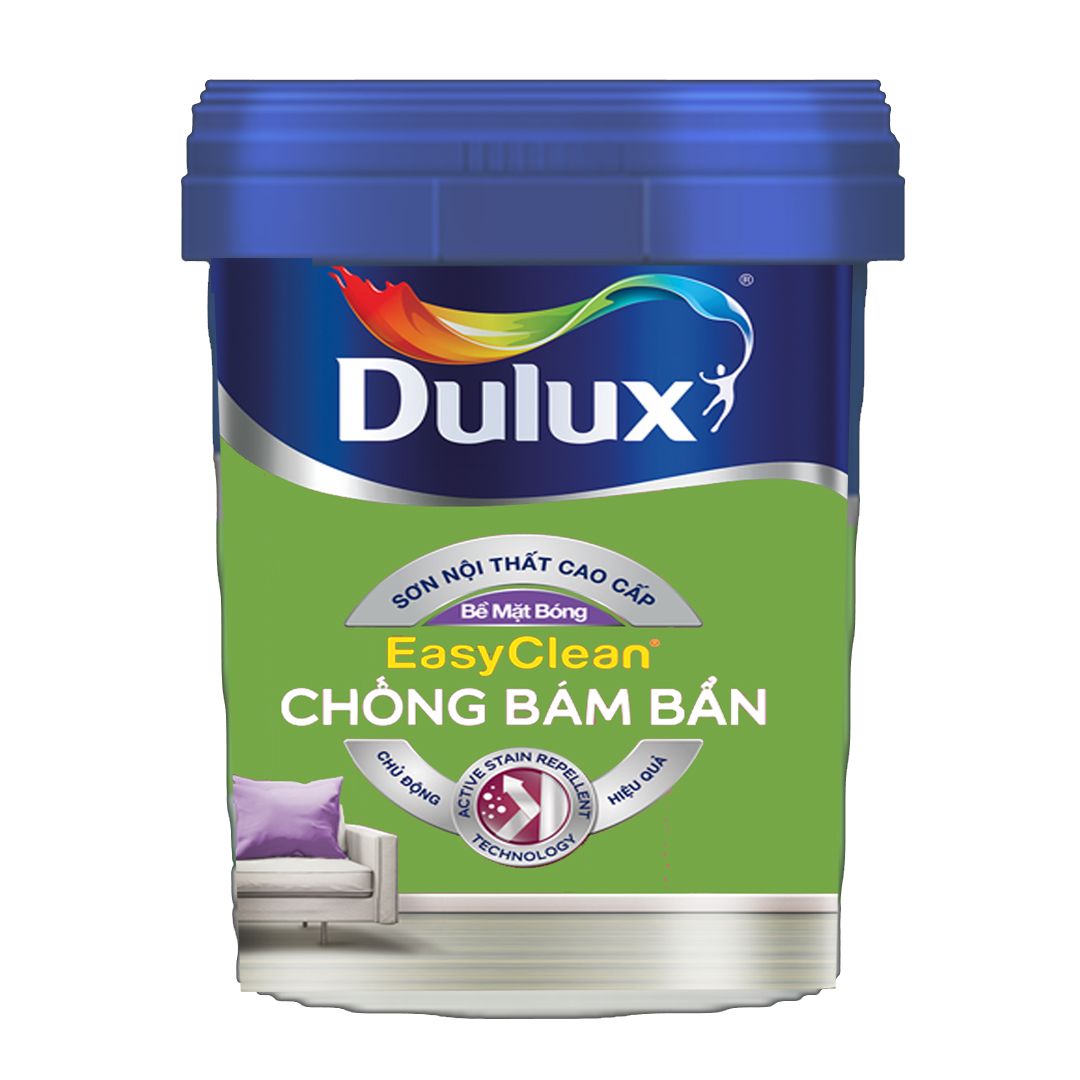 Dulux®
SƠN NỘI THẤT CAO CẤP
Bề Mặt Bóng
EasyClean®
CHỐNG BÁM BẨN
CHỦ ĐỘNG
ACTIVE STAIN REPELLENT
TECHNOLOGY
HIỆU QUẢ